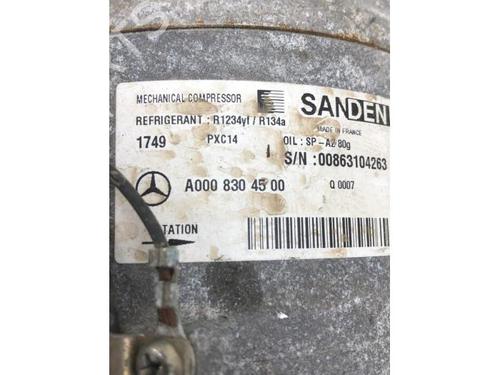 MECHANICAL COMPRESSOR
SANDEN
REFRIGERANT : R1234yf / R134a
MADE IN FRANCE
1749 PXC14
OIL : SP-A2/80g
S/N : 00863104263
A000 830 45 00
Q 0007
TATION